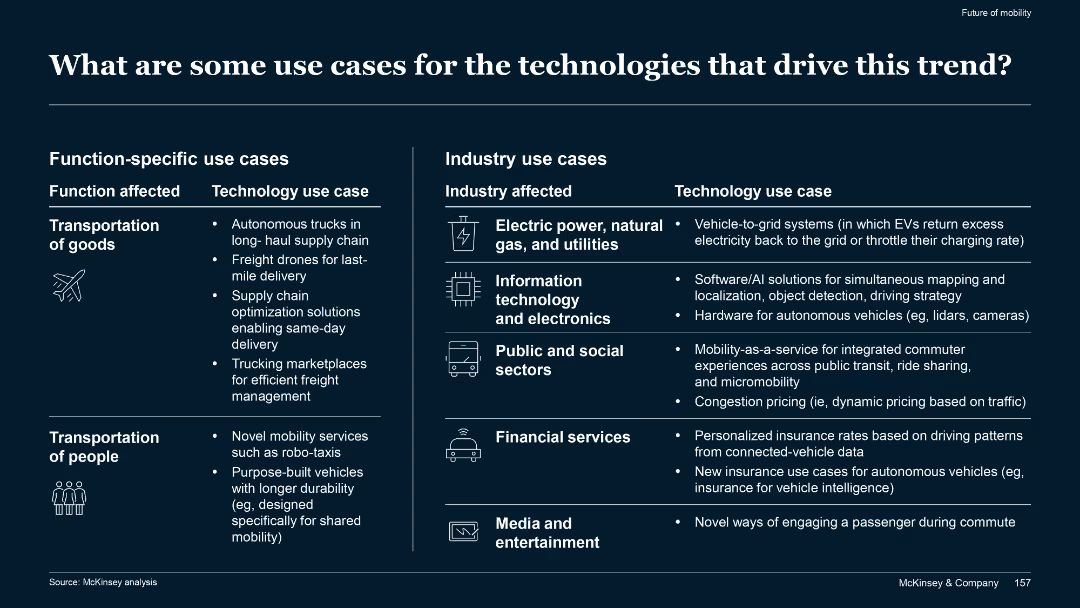 Future of mobility
What are some use cases for the technologies that drive this trend?
Function-specific use cases
Function affected
Technology use case
Transportation
of goods
• Autonomous trucks in
long- haul supply chain
• Freight drones for last-
mile delivery
• Supply chain
optimization solutions
enabling same-day
delivery
• Trucking marketplaces
for efficient freight
management
Transportation
of people
• Novel mobility services
such as robo-taxis
• Purpose-built vehicles
with longer durability
(eg, designed
specifically for shared
mobility)
Industry use cases
Industry affected
Technology use case
Electric power, natural
gas, and utilities
• Vehicle-to-grid systems (in which EVs return excess
electricity back to the grid or throttle their charging rate)
Information
technology
and electronics
• Software/AI solutions for simultaneous mapping and
localization, object detection, driving strategy
• Hardware for autonomous vehicles (eg, lidars, cameras)
Public and social
sectors
• Mobility-as-a-service for integrated commuter
experiences across public transit, ride sharing,
and micromobility
• Congestion pricing (ie, dynamic pricing based on traffic)
Financial services
• Personalized insurance rates based on driving patterns
from connected-vehicle data
• New insurance use cases for autonomous vehicles (eg,
insurance for vehicle intelligence)
Media and
entertainment
• Novel ways of engaging a passenger during commute
Source: McKinsey analysis
McKinsey & Company 157